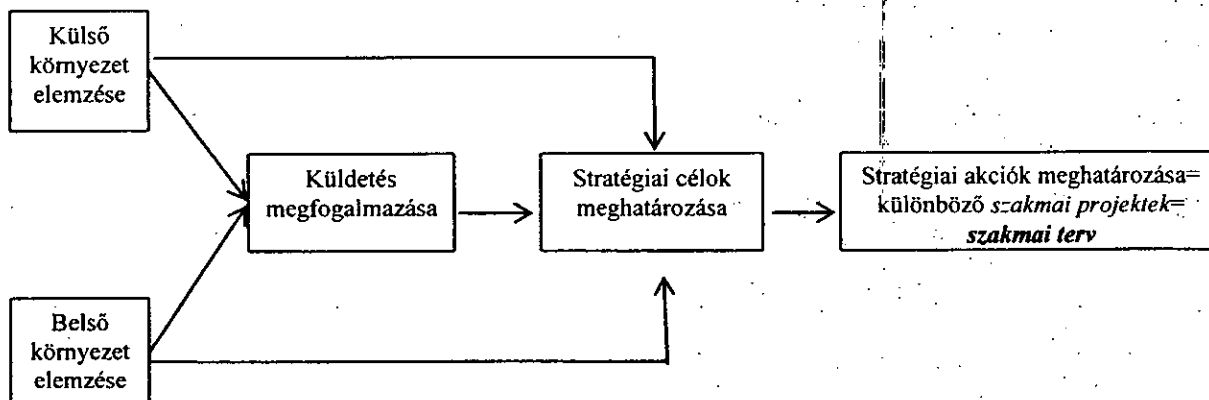 Külső
környezet
elemzése
Küldetés
megfogalmazása
Stratégiai célok
meghatározása
Stratégiai akciók meghatározása=
különböző szakmai projektek=
szakmai terv
Belső
környezet
elemzése